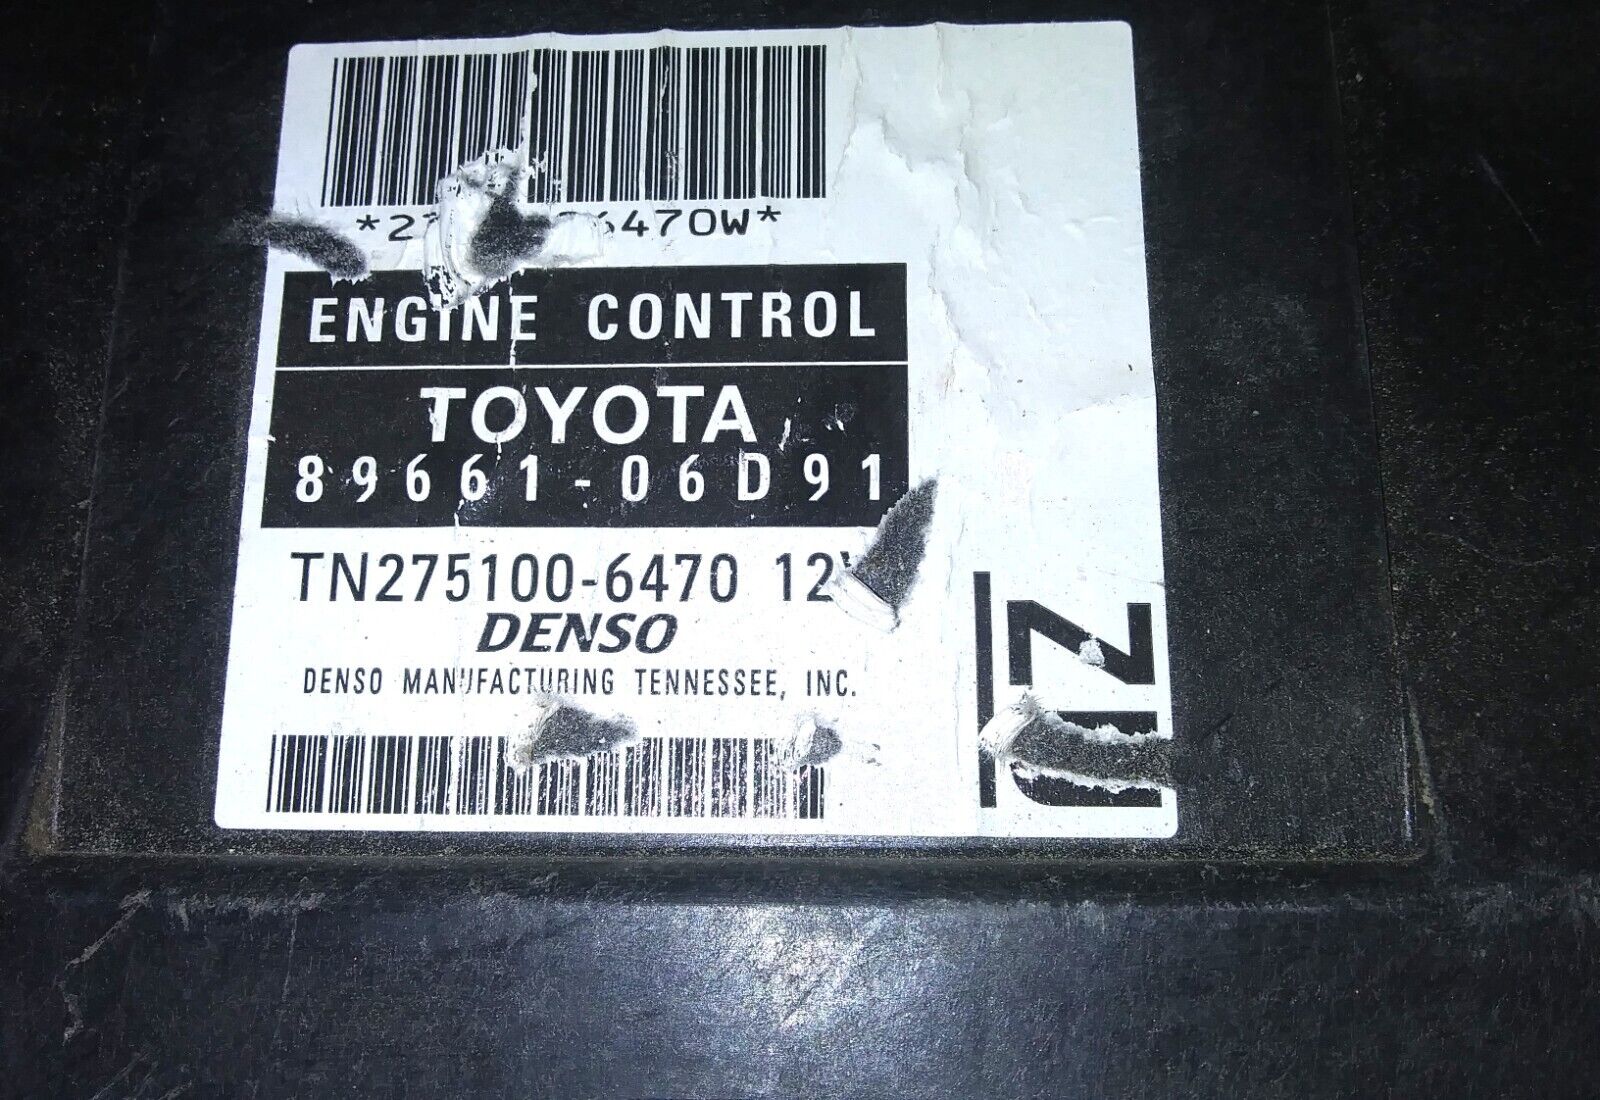 ENGINE CONTROL
TOYOTA
89661-06D91
TN275100-6470
DENSO
DENSO MANUFACTURING TENNESSEE, INC.